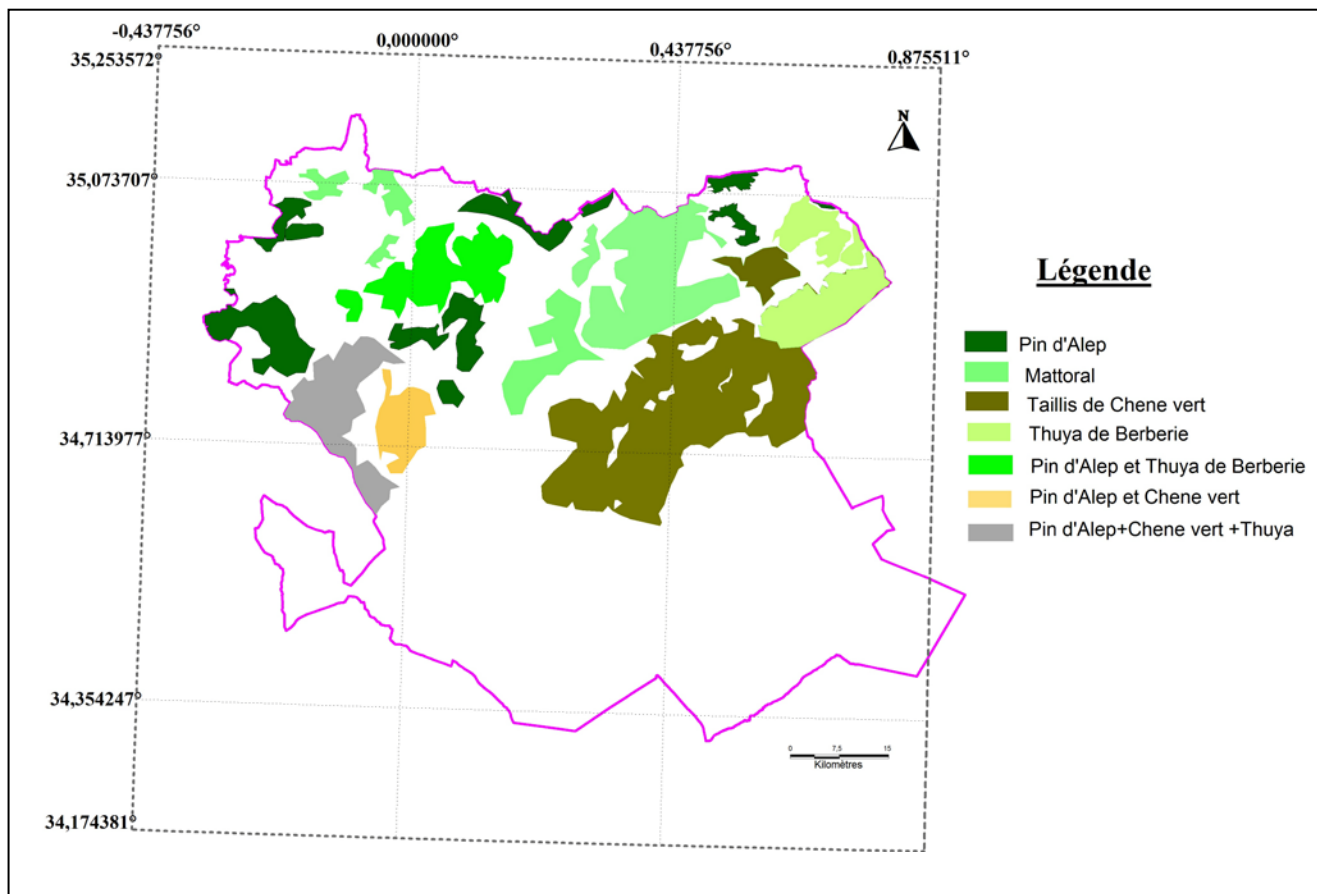 -0,437756°
0,000000°
0,437756°
0,875511°
35,253572°
N
35,073707°
Légende
Pin d'Alep
Mattoral
Taillis de Chene vert
Thuya de Berberie
34,713977°
Pin d'Alep et Thuya de Berberie
Pin d'Alep et Chene vert
Pin d'Alep+Chene vert +Thuya
34,354247°
0 7,5 15
Kilomètres
34,174381°